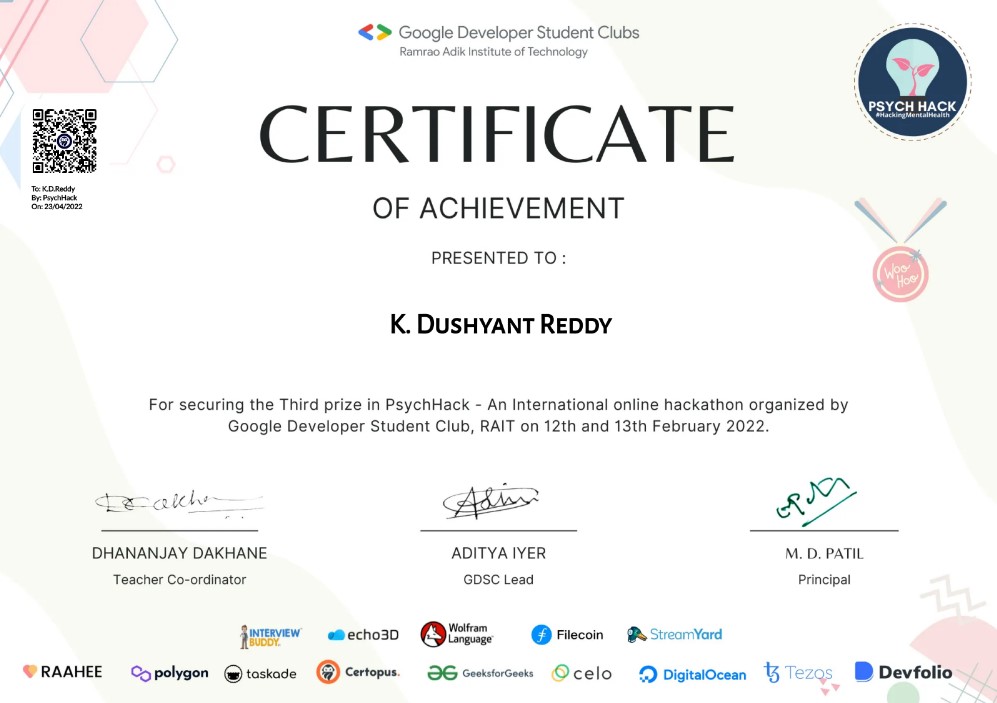 Google Developer Student Clubs
Ramrao Adik Institute of Technology
PSYCH HACK
#HackingMentalHealth
To: K.D.Reddy
By: PsychHack
On: 23/04/2022
CERTIFICATE
OF ACHIEVEMENT
PRESENTED TO :
Woo
Hoo
K. Dushyant Reddy
For securing the Third prize in PsychHack - An International online hackathon organized by
Google Developer Student Club, RAIT on 12th and 13th February 2022.
DHANANJAY DAKHANE
Teacher Co-ordinator
ADITYA IYER
GDSC Lead
M. D. PATIL
Principal
INTERVIEW
BUDDY.
echo3D
Wolfram
Language
Filecoin
StreamYard
RAAHEE
polygon
taskade
Certopus.
GeeksforGeeks
celo
DigitalOcean
Tezos
Devfolio